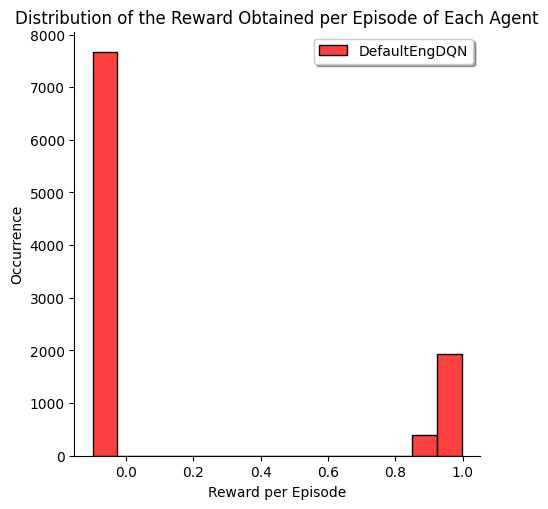 Distribution of the Reward Obtained per Episode of Each Agent
DefaultEngDQN
8000
7000
6000
5000
4000
3000
2000
1000
0
Occurrence
0.0 0.2 0.4 0.6 0.8 1.0
Reward per Episode